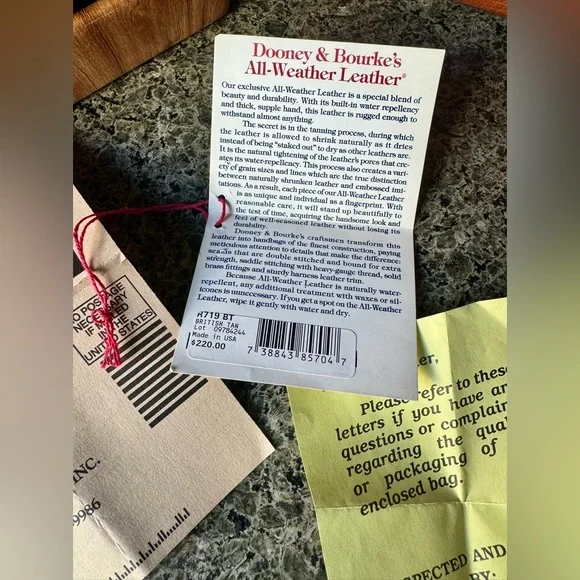 Dooney & Bourke's
All-Weather Leather®
Our exclusive All-Weather Leather is a special blend of
beauty and durability. With its built-in water repellency
and thick, supple hand, this leather is rugged enough to
withstand almost anything.
The secret is in the tanning process, during which
the leather is allowed to shrink naturally as it dries
instead of being "staked out" to dry as other leathers are.
It is the natural tightening of the leather's pores that cre-
ates its water-repellency. This process also creates a vari-
ety of grain sizes and lines which are the true distinction
between naturally shrunken leather and embossed imi-
tations. As a result, each piece of our All-Weather Leather
is as unique and individual as a fingerprint. With
reasonable care, it will stand up beautifully to
the test of time, acquiring the handsome look and
feel of well-seasoned leather without losing its
durability.
Dooney & Bourke's craftsmen transform this
leather into handbags of the finest construction, paying
meticulous attention to details that make the difference:
seams that are double stitched and bound for extra
strength, saddle stitching with heavy-gauge thread, solid
brass fittings and sturdy harness leather trim.
Because All-Weather Leather is naturally water-
repellent, any additional treatment with waxes or sil-
icones is unnecessary. If you get a spot on the All-Weather
Leather, wipe it gently with water and dry.
R719 BT
BRITISH TAN
Lot 09784244
Made in USA
$220.00
7 38843 85704 7
NO POSTAGE
NECESSARY
IF MAILED
IN THE
UNITED STATES
INC.
9986
er,
Please refer to these
letters if you have an
questions or complain
regarding the qual
or packaging of
enclosed bag.
PECTED AND
RY: